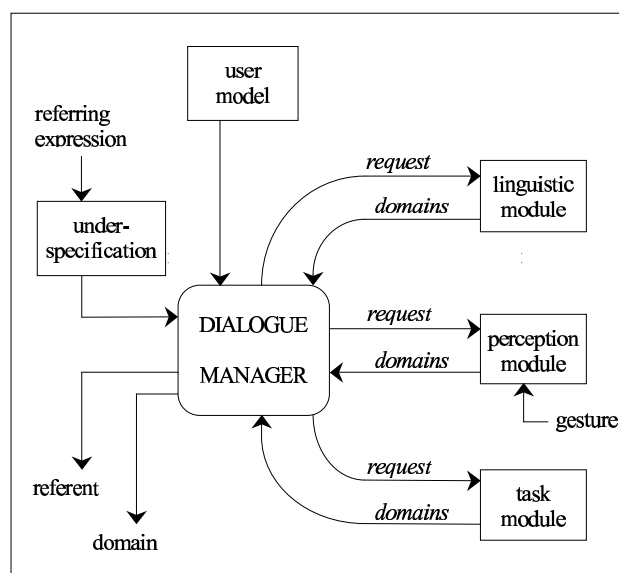 user
model
referring
expression
under-
specification
request
linguistic
module
domains
DIALOGUE
MANAGER
request
perception
module
domains
gesture
request
task
module
domains
referent
domain